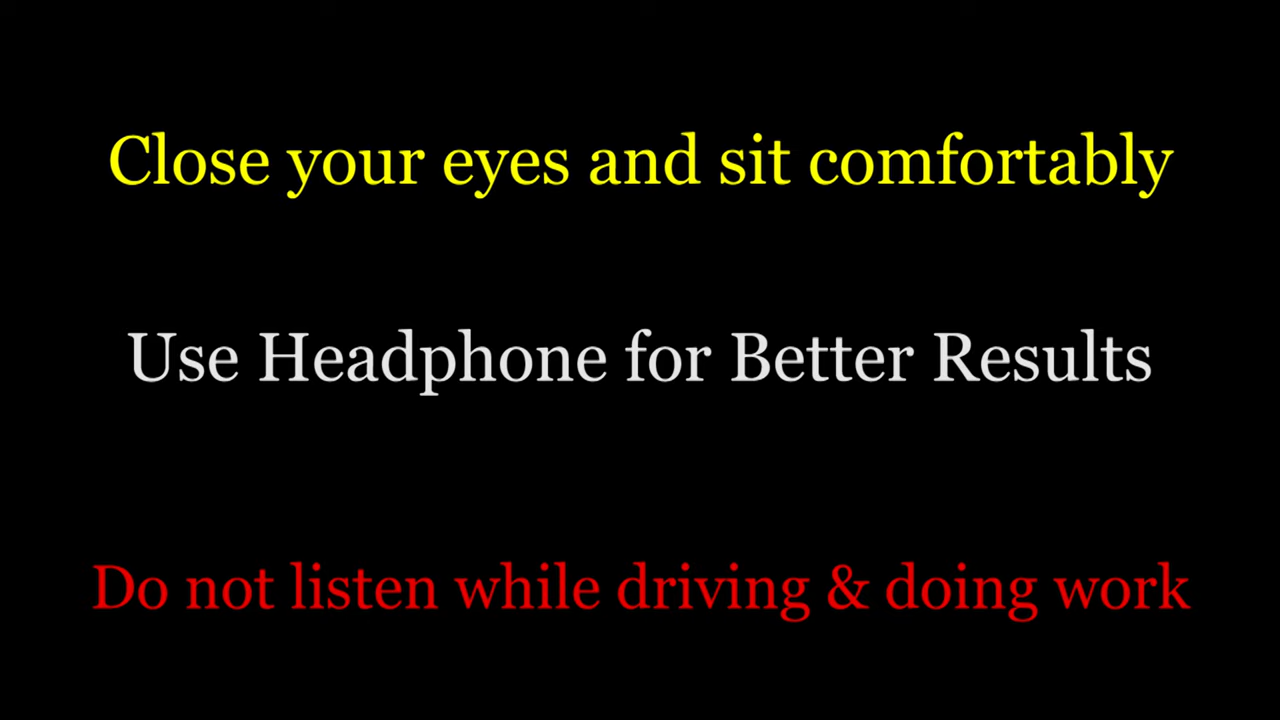 Close your eyes and sit comfortably
Use Headphone for Better Results
Do not listen while driving & doing work